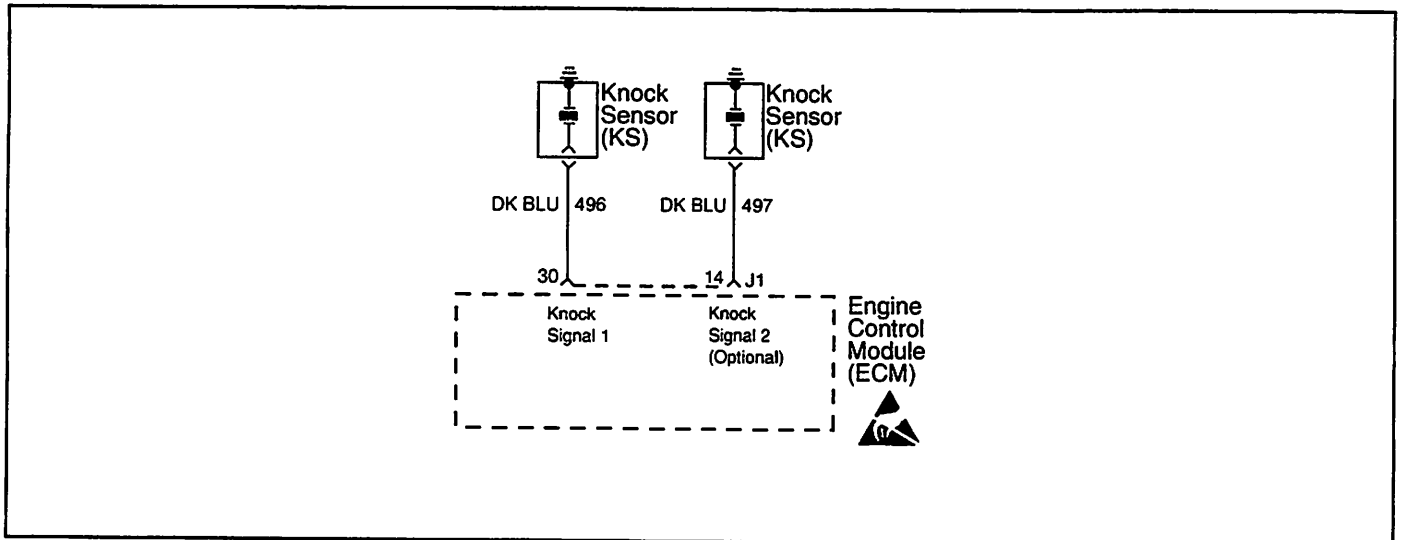 Knock
Sensor
(KS)
Knock
Sensor
(KS)
DK BLU 496
DK BLU 497
30
14 J1
Knock
Signal 1
Knock
Signal 2
(Optional)
Engine
Control
Module
(ECM)